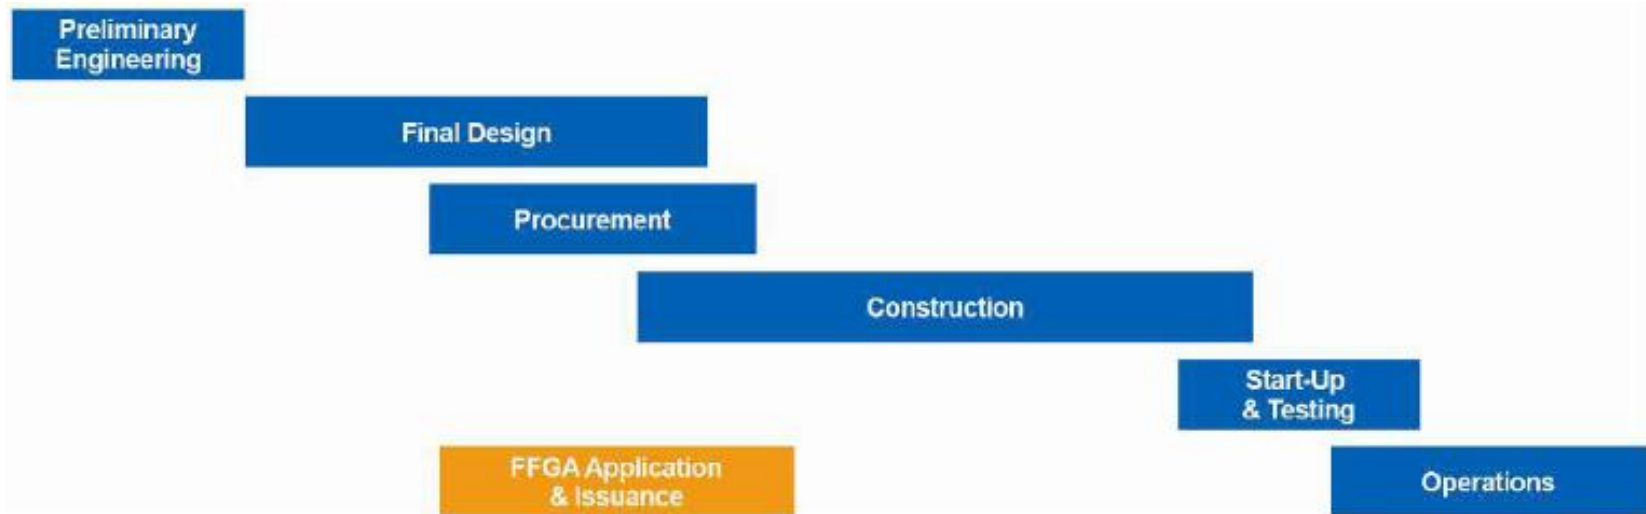 Preliminary
Engineering
Final Design
Procurement
Construction
Start-Up
& Testing
FFGA Application
& Issuance
Operations